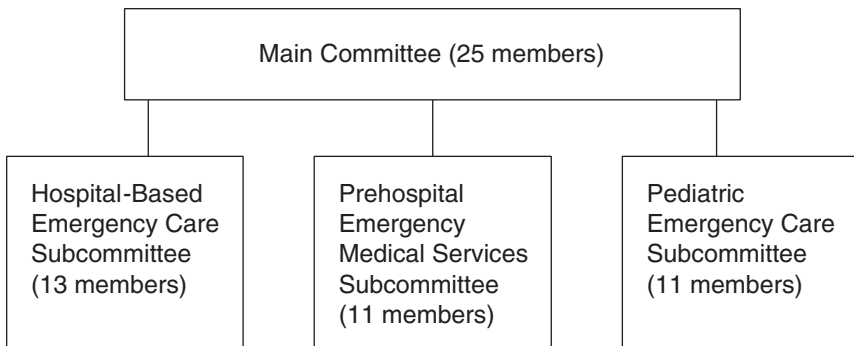 Main Committee (25 members)
Hospital-Based
Emergency Care
Subcommittee
(13 members)
Prehospital
Emergency
Medical Services
Subcommittee
(11 members)
Pediatric
Emergency Care
Subcommittee
(11 members)